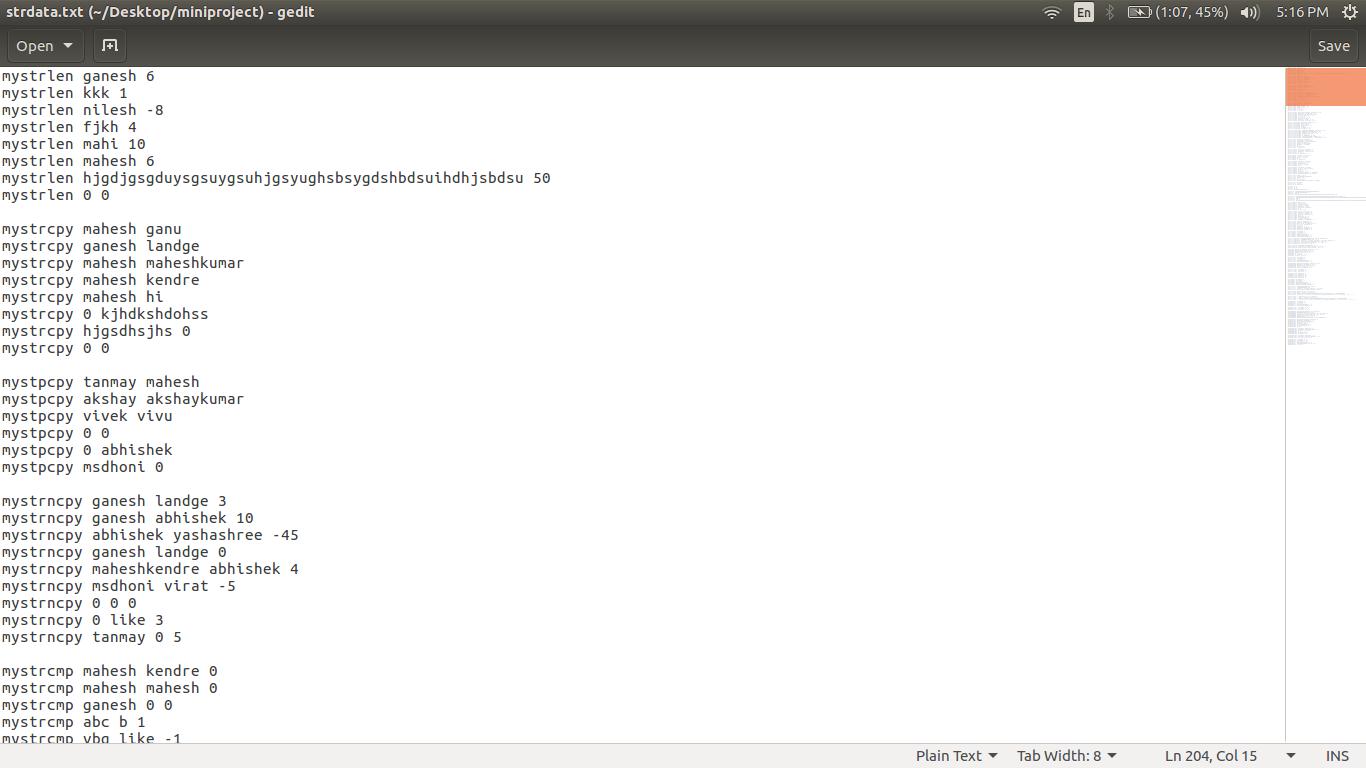 strdata.txt (~/Desktop/miniproject) - gedit
En
(1:07, 45%)
5:16 PM
Open
Save
mystrlen ganesh 6
mystrlen kkk 1
mystrlen nilesh -8
mystrlen fjkh 4
mystrlen mahi 10
mystrlen mahesh 6
mystrlen hjgdjgsgduysgsuygsuhjgsyughsbsygdshbdsuihdhjsbdsu 50
mystrlen 0 0
mystrcpy mahesh ganu
mystrcpy ganesh landge
mystrcpy mahesh maheshkumar
mystrcpy mahesh kendre
mystrcpy mahesh hi
mystrcpy 0 kjhdkshdohss
mystrcpy hjgsdhsjhs 0
mystrcpy 0 0
mystpcpy tanmay mahesh
mystpcpy akshay akshaykumar
mystpcpy vivek vivu
mystpcpy 0 0
mystpcpy 0 abhishek
mystpcpy msdhoni 0
mystrncpy ganesh landge 3
mystrncpy ganesh abhishek 10
mystrncpy abhishek yashashree -45
mystrncpy ganesh landge 0
mystrncpy maheshkendre abhishek 4
mystrncpy msdhoni virat -5
mystrncpy 0 0 0
mystrncpy 0 like 3
mystrncpy tanmay 0 5
mystrcmp mahesh kendre 0
mystrcmp mahesh mahesh 0
mystrcmp ganesh 0 0
mystrcmp abc b 1
mystrcmp vbg like -1
Plain Text
Tab Width: 8
Ln 204, Col 15
INS